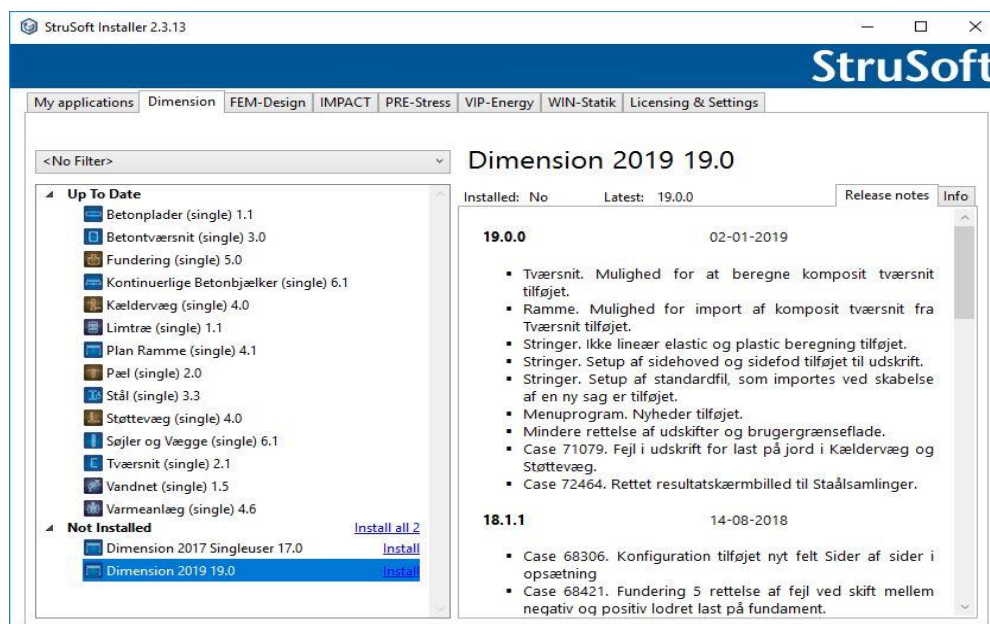 StruSoft Installer 2.3.13
StruSoft
My applications Dimension FEM-Design IMPACT PRE-Stress VIP-Energy WIN-Statik Licensing & Settings
<No Filter>
Up To Date
Betonplader (single) 1.1
Betontværsnit (single) 3.0
Fundering (single) 5.0
Kontinuerlige Betonbjælker (single) 6.1
Kældervæg (single) 4.0
Limtræ (single) 1.1
Plan Ramme (single) 4.1
Pæl (single) 2.0
Stål (single) 3.3
Støttevæg (single) 4.0
Søjler og Vægge (single) 6.1
Tværsnit (single) 2.1
Vandnet (single) 1.5
Varmeanlæg (single) 4.6
Not Installed Install all 2
Dimension 2017 Singleuser 17.0 Install
Dimension 2019 19.0 Install
Dimension 2019 19.0
Installed: No Latest: 19.0.0 Release notes Info
19.0.0 02-01-2019
▪ Tværsnit. Mulighed for at beregne komposit tværsnit
tilføjet.
▪ Ramme. Mulighed for import af komposit tværsnit fra
Tværsnit tilføjet.
▪ Stringer. Ikke lineær elastic og plastic beregning tilføjet.
▪ Stringer. Setup af sidehoved og sidefod tilføjet til udskrift.
▪ Stringer. Setup af standardfil, som importes ved skabelse
af en ny sag er tilføjet.
▪ Menuprogram. Nyheder tilføjet.
▪ Mindere rettelse af udskifter og brugergrænseflade.
▪ Case 71079. Fejl i udskrift for last på jord i Kældervæg og
Støttevæg.
▪ Case 72464. Rettet resultatskærmbilled til Staålsamlinger.
18.1.1 14-08-2018
▪ Case 68306. Konfiguration tilføjet nyt felt Sider af sider i
opsætning
▪ Case 68421. Fundering 5 rettelse af fejl ved skift mellem
negativ og positiv lodret last på fundament.